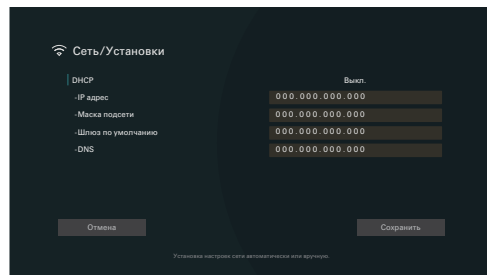 Сеть/Установки
DHCP Выкл.
-IP адрес 000.000.000.000
-Маска подсети 000.000.000.000
-Шлюз по умолчанию 000.000.000.000
-DNS 000.000.000.000
Отмена Сохранить
Установка настроек сети автоматически или вручную.